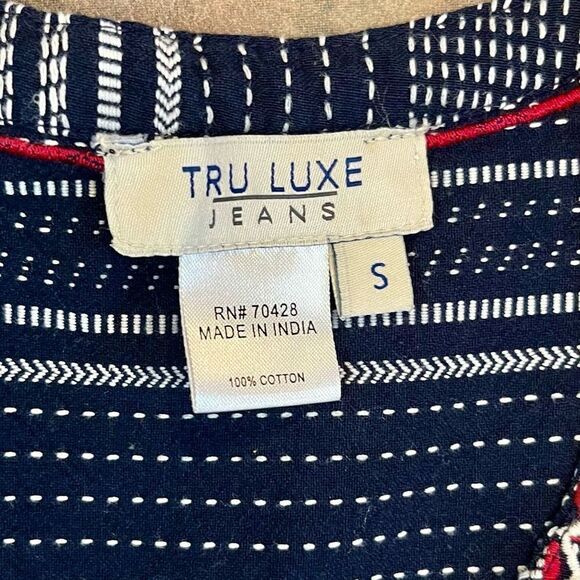 TRU LUXE
JEANS
S
RN# 70428
MADE IN INDIA
100% COTTON